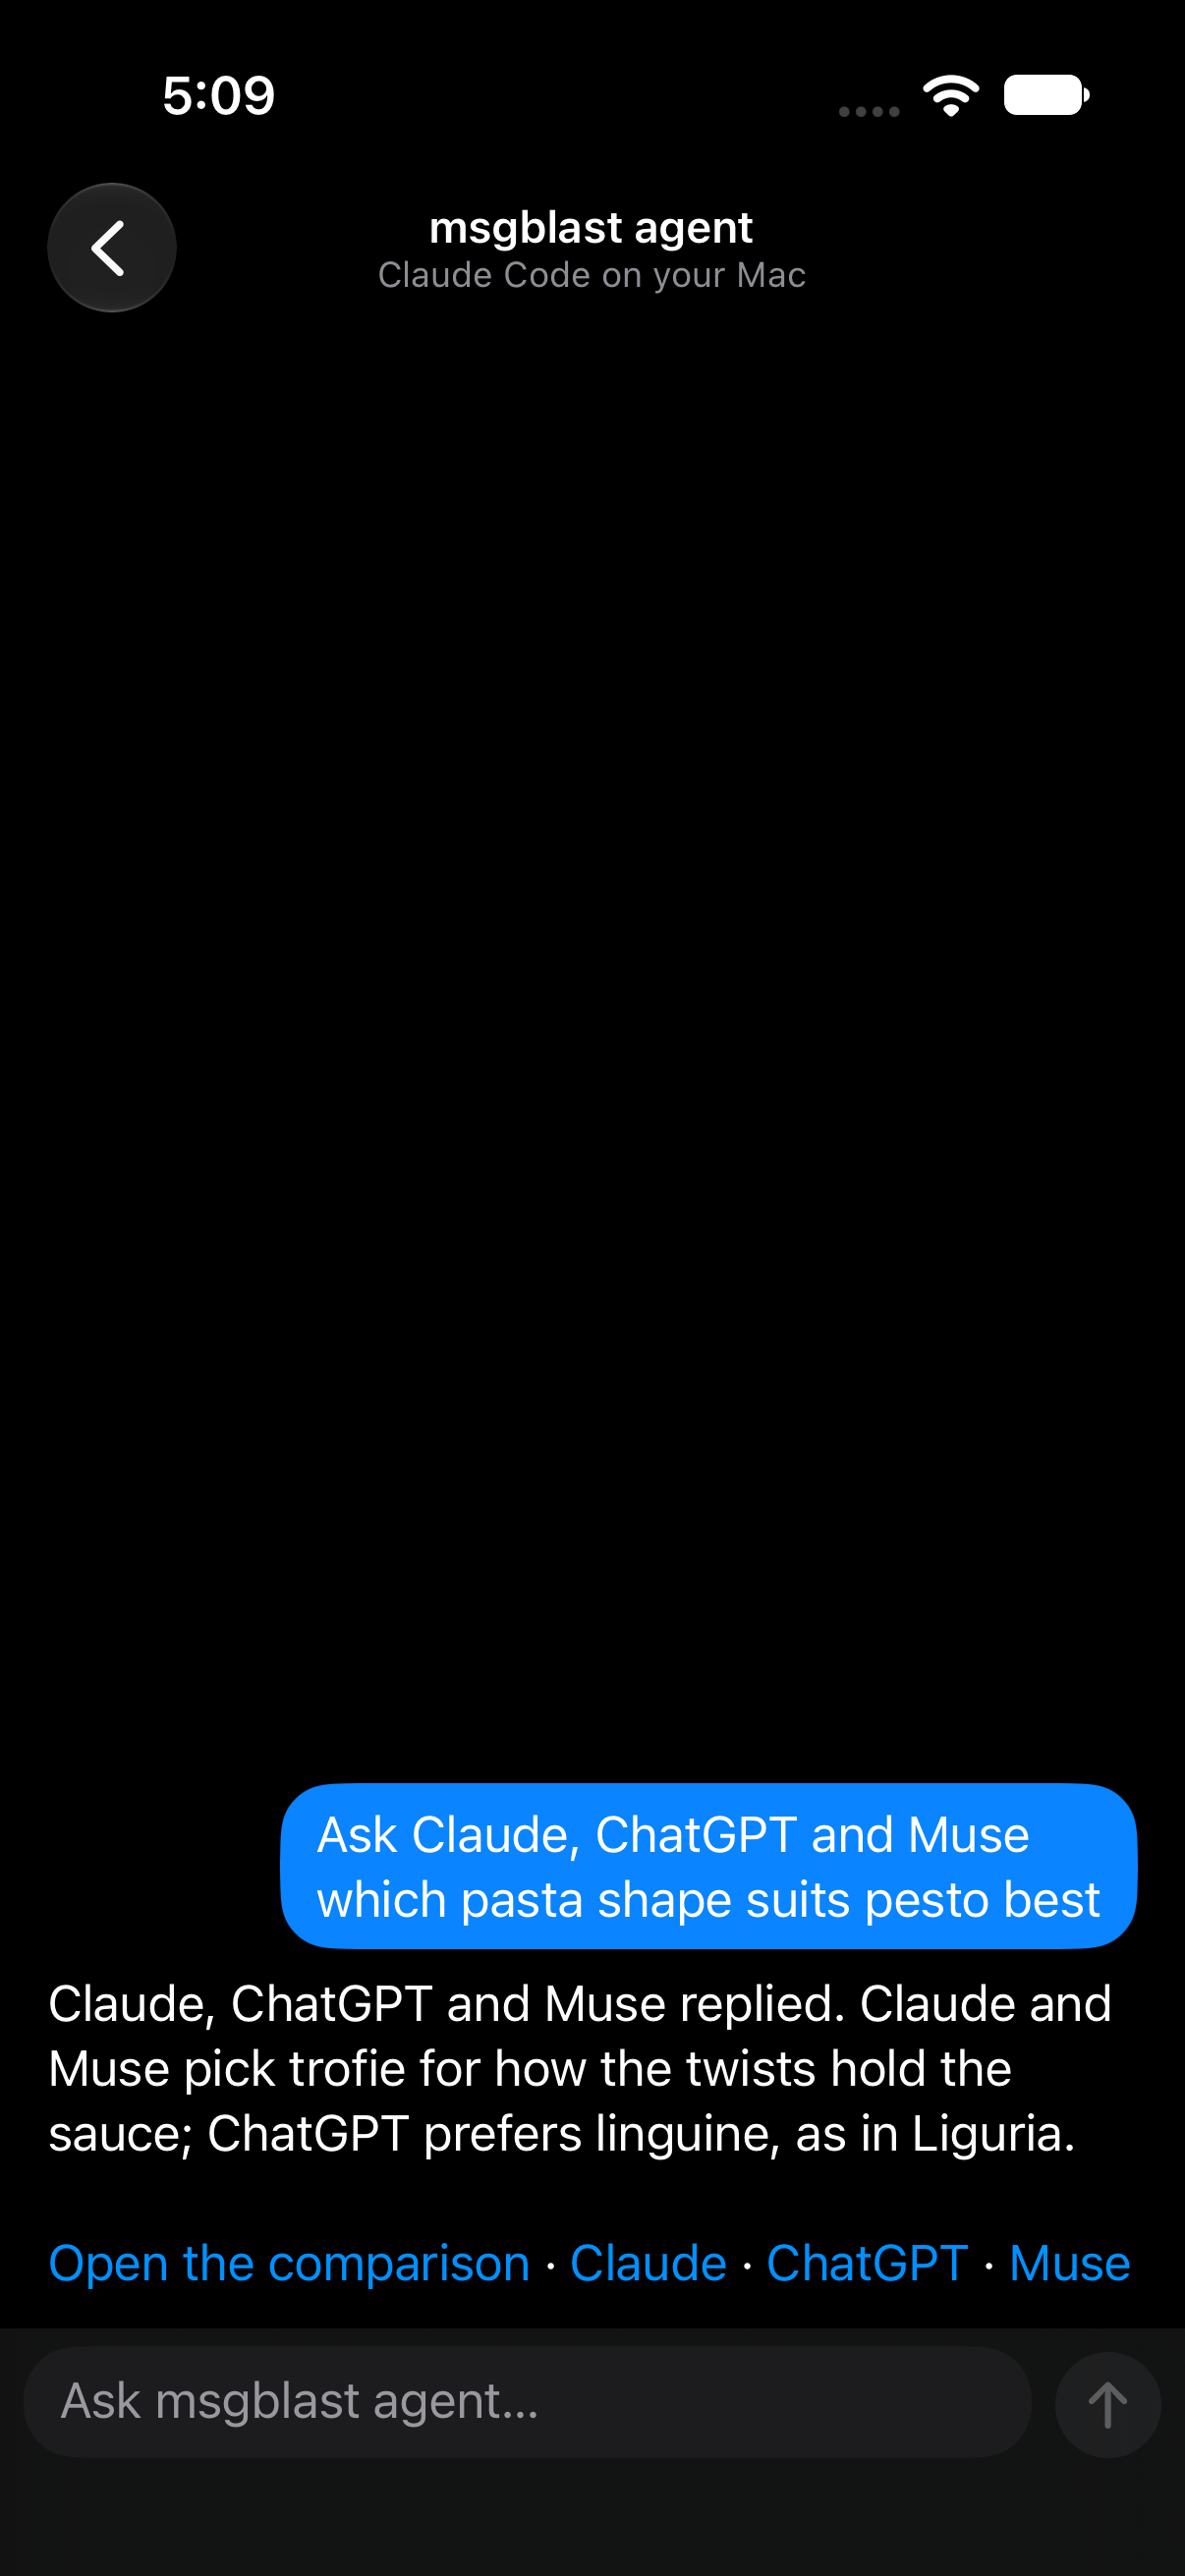 5:09
msgblast agent
Claude Code on your Mac
Ask Claude, ChatGPT and Muse
which pasta shape suits pesto best
Claude, ChatGPT and Muse replied. Claude and
Muse pick trofie for how the twists hold the
sauce; ChatGPT prefers linguine, as in Liguria.
Open the comparison · Claude · ChatGPT · Muse
Ask msgblast agent...